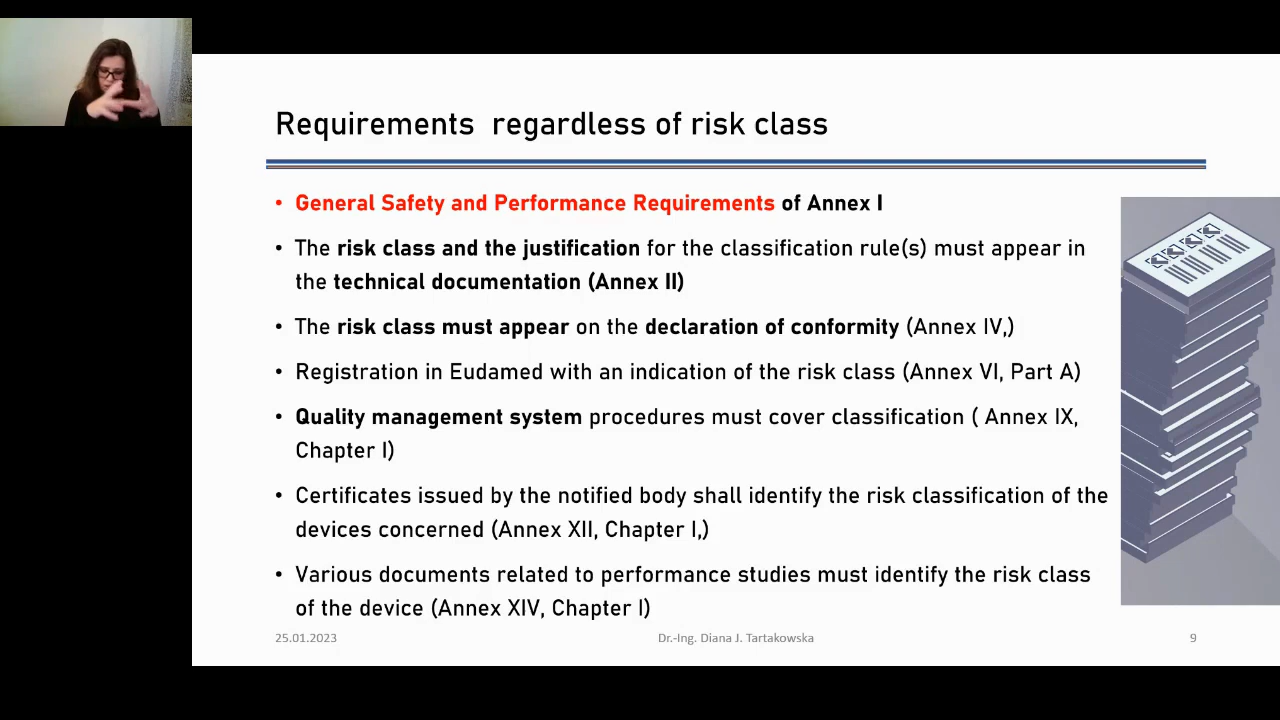 Requirements regardless of risk class
• General Safety and Performance Requirements of Annex I
• The risk class and the justification for the classification rule(s) must appear in
the technical documentation (Annex II)
• The risk class must appear on the declaration of conformity (Annex IV,)
• Registration in Eudamed with an indication of the risk class (Annex VI, Part A)
• Quality management system procedures must cover classification ( Annex IX,
Chapter I)
• Certificates issued by the notified body shall identify the risk classification of the
devices concerned (Annex XII, Chapter I,)
• Various documents related to performance studies must identify the risk class
of the device (Annex XIV, Chapter I)
25.01.2023
Dr.-Ing. Diana J. Tartakowska
9